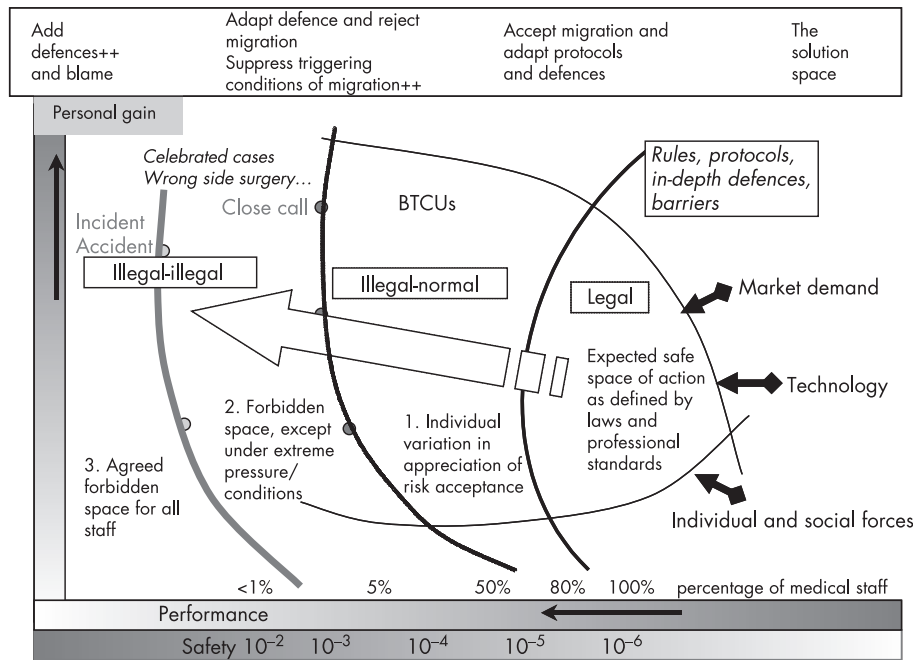 Add
defences++
and blame
Adapt defence and reject
migration
Suppress triggering
conditions of migration++
Accept migration and
adapt protocols
and defences
The
solution
space
Personal gain
Celebrated cases
Wrong side surgery...
Close call
BTCUs
Rules, protocols,
in-depth defences,
barriers
Incident
Accident
Illegal-illegal
Illegal-normal
Legal
Market demand
Expected safe
space of action
as defined by
laws and
professional
standards
Technology
2. Forbidden
space, except
under extreme
pressure/
conditions
1. Individual
variation in
appreciation of
risk acceptance
3. Agreed
forbidden
space for all
staff
Individual and social forces
<1% 5% 50% 80% 100% percentage of medical staff
Performance
Safety 10⁻² 10⁻³ 10⁻⁴ 10⁻⁵ 10⁻⁶